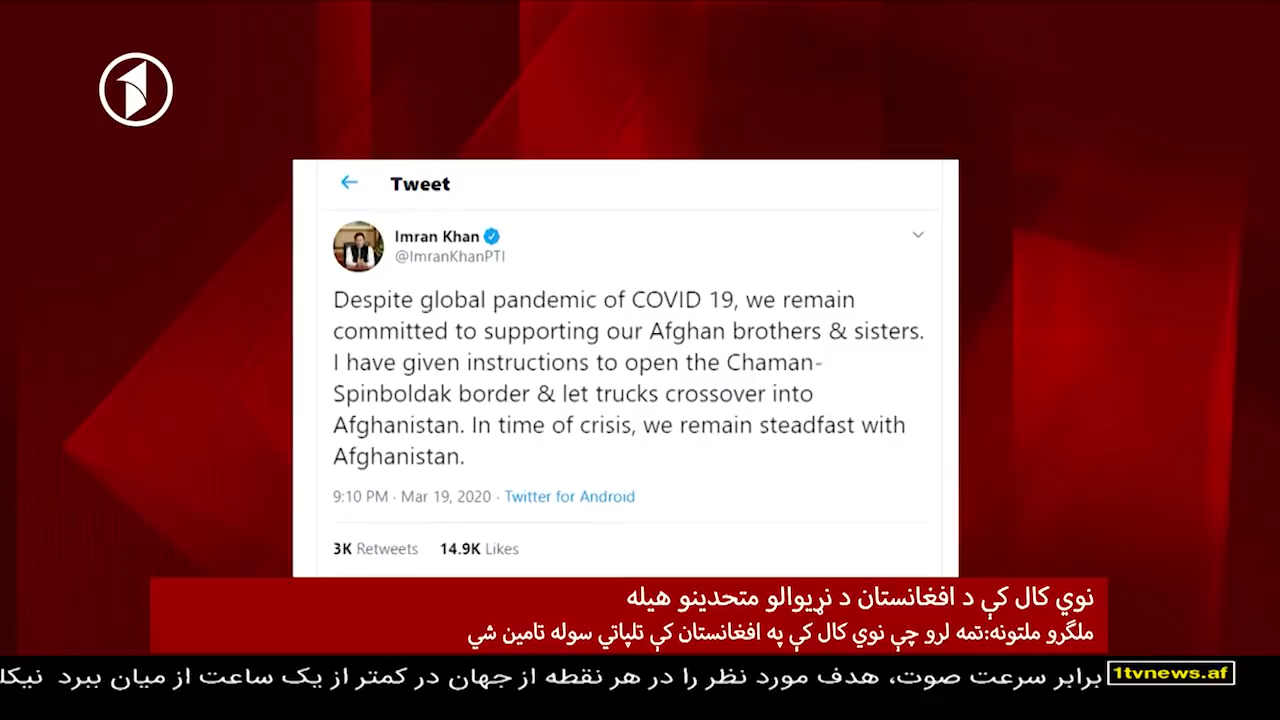 Tweet
Imran Khan
@ImranKhanPTI
Despite global pandemic of COVID 19, we remain
committed to supporting our Afghan brothers & sisters.
I have given instructions to open the Chaman-
Spinboldak border & let trucks crossover into
Afghanistan. In time of crisis, we remain steadfast with
Afghanistan.
9:10 PM · Mar 19, 2020 · Twitter for Android
3K Retweets 14.9K Likes
نوي کال کې د افغانستان د نړیوالو متحدینو هیله
ملګرو ملتونه:تمه لرو چې نوي کال کې په افغانستان کې تلپاتې سوله تامین شي
1tvnews.af برابر سرعت صوت، هدف مورد نظر را در هر نقطه از جهان در کمتر از یک ساعت از میان ببرد